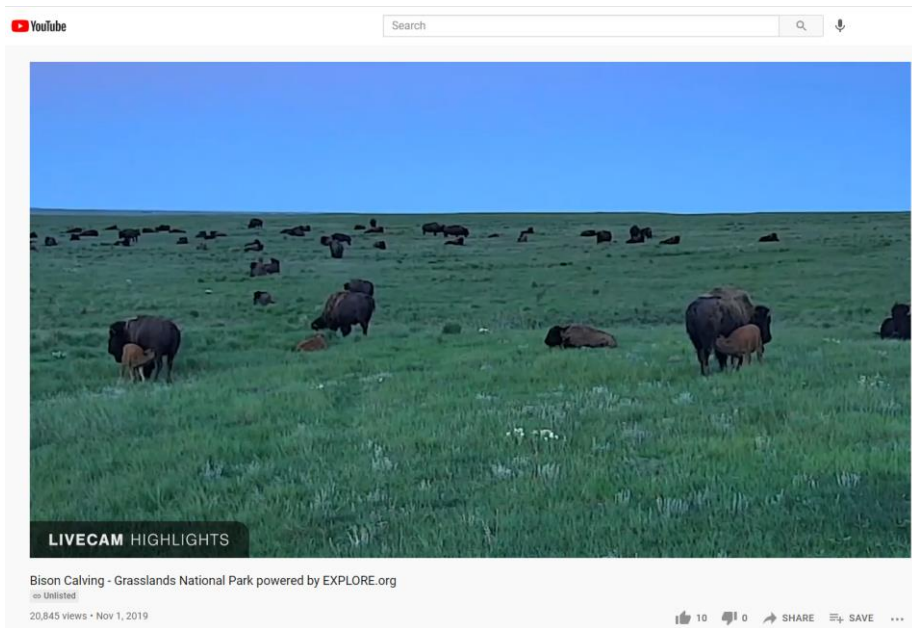 YouTube
Search
LIVECAM HIGHLIGHTS
Bison Calving - Grasslands National Park powered by EXPLORE.org
Unlisted
20,845 views • Nov 1, 2019
10 0 SHARE SAVE